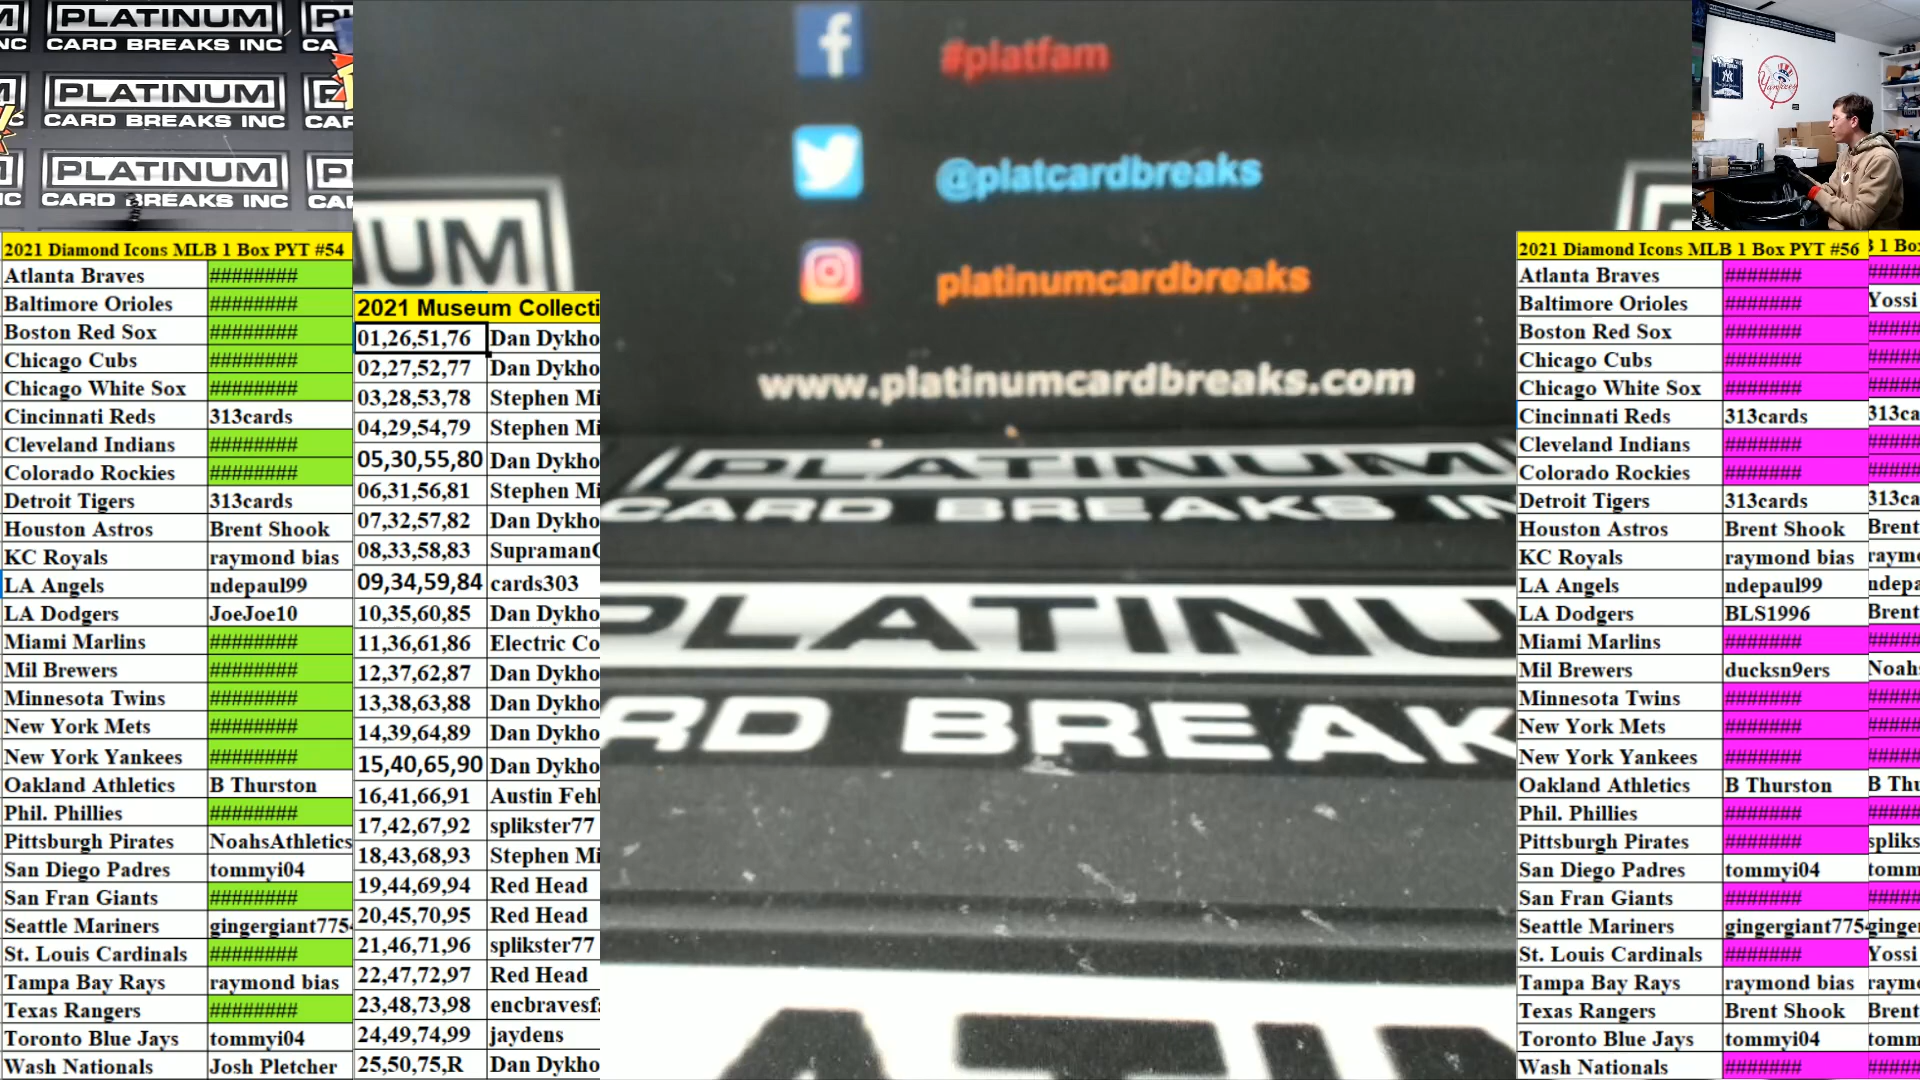 PLATINUM
CARD BREAKS INC
PLATINUM
CARD BREAKS INC
PLATINUM
CARD BREAKS INC
#platfam
@platcardbreaks
platinumcardbreaks
www.platinumcardbreaks.com
PLATINUM
CARD BREAKS IN
PLATINU
RD BREAK
Yankees
2021 Diamond Icons MLB 1 Box PYT #54
Atlanta Braves ########
Baltimore Orioles ########
Boston Red Sox ########
Chicago Cubs ########
Chicago White Sox ########
Cincinnati Reds 313cards
Cleveland Indians ########
Colorado Rockies ########
Detroit Tigers 313cards
Houston Astros Brent Shook
KC Royals raymond bias
LA Angels ndepaul99
LA Dodgers JoeJoe10
Miami Marlins ########
Mil Brewers ########
Minnesota Twins ########
New York Mets ########
New York Yankees ########
Oakland Athletics B Thurston
Phil. Phillies ########
Pittsburgh Pirates NoahsAthletics
San Diego Padres tommyi04
San Fran Giants ########
Seattle Mariners gingergiant775
St. Louis Cardinals ########
Tampa Bay Rays raymond bias
Texas Rangers ########
Toronto Blue Jays tommyi04
Wash Nationals Josh Pletcher
2021 Museum Collecti
01,26,51,76 Dan Dykho
02,27,52,77 Dan Dykho
03,28,53,78 Stephen Mi
04,29,54,79 Stephen Mi
05,30,55,80 Dan Dykho
06,31,56,81 Stephen Mi
07,32,57,82 Dan Dykho
08,33,58,83 Supraman
09,34,59,84 cards303
10,35,60,85 Dan Dykho
11,36,61,86 Electric Co
12,37,62,87 Dan Dykho
13,38,63,88 Dan Dykho
14,39,64,89 Dan Dykho
15,40,65,90 Dan Dykho
16,41,66,91 Austin Fehl
17,42,67,92 splikster77
18,43,68,93 Stephen Mi
19,44,69,94 Red Head
20,45,70,95 Red Head
21,46,71,96 splikster77
22,47,72,97 Red Head
23,48,73,98 encbravesf
24,49,74,99 jaydens
25,50,75,R Dan Dykho
2021 Diamond Icons MLB 1 Box PYT #56 3 1 Box
Atlanta Braves ####### #####
Baltimore Orioles ####### Yossi
Boston Red Sox ####### #####
Chicago Cubs ####### #####
Chicago White Sox ####### #####
Cincinnati Reds 313cards 313ca
Cleveland Indians ####### #####
Colorado Rockies ####### #####
Detroit Tigers 313cards 313ca
Houston Astros Brent Shook Brent
KC Royals raymond bias raymo
LA Angels ndepaul99 ndepa
LA Dodgers BLS1996 Brent
Miami Marlins ####### #####
Mil Brewers ducksn9ers Noahs
Minnesota Twins ####### #####
New York Mets ####### #####
New York Yankees ####### #####
Oakland Athletics B Thurston B Thu
Phil. Phillies ####### #####
Pittsburgh Pirates ####### spliks
San Diego Padres tommyi04 tomm
San Fran Giants ####### #####
Seattle Mariners gingergiant775 ginger
St. Louis Cardinals ####### Yossi
Tampa Bay Rays raymond bias raymo
Texas Rangers Brent Shook Brent
Toronto Blue Jays tommyi04 tomm
Wash Nationals ####### #####